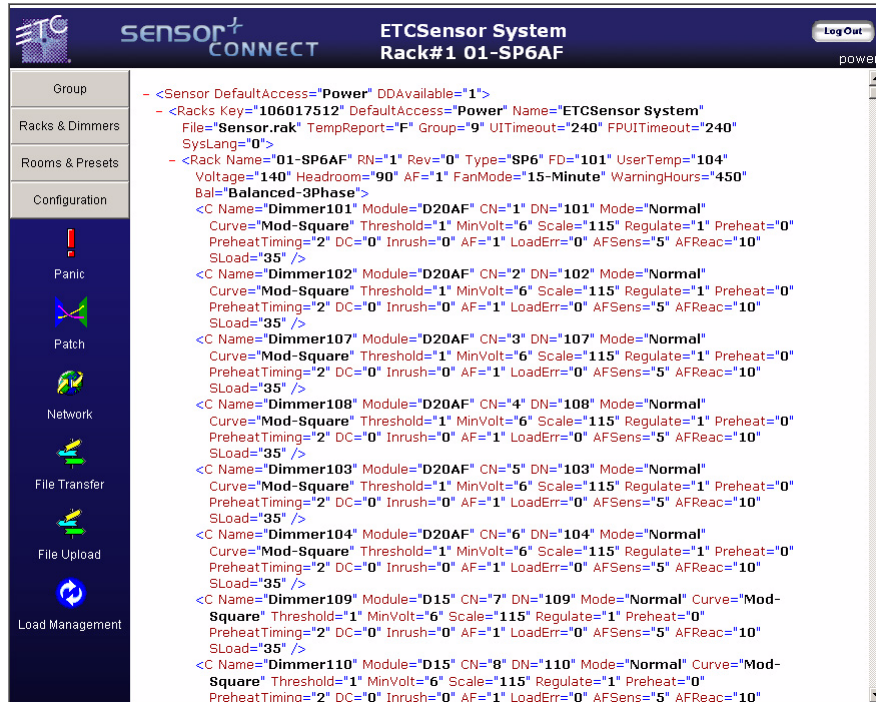 ETC
sensor+
CONNECT
ETCSensor System
Rack#1 01-SP6AF
Log Out
power
Group
Racks & Dimmers
Rooms & Presets
Configuration
Panic
Patch
Network
File Transfer
File Upload
Load Management
- <Sensor DefaultAccess="Power" DDAvailable="1">
- <Racks Key="106017512" DefaultAccess="Power" Name="ETCSensor System"
File="Sensor.rak" TempReport="F" Group="9" UITimeout="240" FPUITimeout="240"
SysLang="0">
- <Rack Name="01-SP6AF" RN="1" Rev="0" Type="SP6" FD="101" UserTemp="104"
Voltage="140" Headroom="90" AF="1" FanMode="15-Minute" WarningHours="450"
Bal="Balanced-3Phase">
<C Name="Dimmer101" Module="D20AF" CN="1" DN="101" Mode="Normal"
Curve="Mod-Square" Threshold="1" MinVolt="6" Scale="115" Regulate="1" Preheat="0"
PreheatTiming="2" DC="0" Inrush="0" AF="1" LoadErr="0" AFSens="5" AFReac="10"
SLoad="35" />
<C Name="Dimmer102" Module="D20AF" CN="2" DN="102" Mode="Normal"
Curve="Mod-Square" Threshold="1" MinVolt="6" Scale="115" Regulate="1" Preheat="0"
PreheatTiming="2" DC="0" Inrush="0" AF="1" LoadErr="0" AFSens="5" AFReac="10"
SLoad="35" />
<C Name="Dimmer107" Module="D20AF" CN="3" DN="107" Mode="Normal"
Curve="Mod-Square" Threshold="1" MinVolt="6" Scale="115" Regulate="1" Preheat="0"
PreheatTiming="2" DC="0" Inrush="0" AF="1" LoadErr="0" AFSens="5" AFReac="10"
SLoad="35" />
<C Name="Dimmer108" Module="D20AF" CN="4" DN="108" Mode="Normal"
Curve="Mod-Square" Threshold="1" MinVolt="6" Scale="115" Regulate="1" Preheat="0"
PreheatTiming="2" DC="0" Inrush="0" AF="1" LoadErr="0" AFSens="5" AFReac="10"
SLoad="35" />
<C Name="Dimmer103" Module="D20AF" CN="5" DN="103" Mode="Normal"
Curve="Mod-Square" Threshold="1" MinVolt="6" Scale="115" Regulate="1" Preheat="0"
PreheatTiming="2" DC="0" Inrush="0" AF="1" LoadErr="0" AFSens="5" AFReac="10"
SLoad="35" />
<C Name="Dimmer104" Module="D20AF" CN="6" DN="104" Mode="Normal"
Curve="Mod-Square" Threshold="1" MinVolt="6" Scale="115" Regulate="1" Preheat="0"
PreheatTiming="2" DC="0" Inrush="0" AF="1" LoadErr="0" AFSens="5" AFReac="10"
SLoad="35" />
<C Name="Dimmer109" Module="D15" CN="7" DN="109" Mode="Normal" Curve="Mod-
Square" Threshold="1" MinVolt="6" Scale="115" Regulate="1" Preheat="0"
PreheatTiming="2" DC="0" Inrush="0" AF="1" LoadErr="0" AFSens="5" AFReac="10"
SLoad="35" />
<C Name="Dimmer110" Module="D15" CN="8" DN="110" Mode="Normal" Curve="Mod-
Square" Threshold="1" MinVolt="6" Scale="115" Regulate="1" Preheat="0"
PreheatTiming="2" DC="0" Inrush="0" AF="1" LoadErr="0" AFSens="5" AFReac="10"